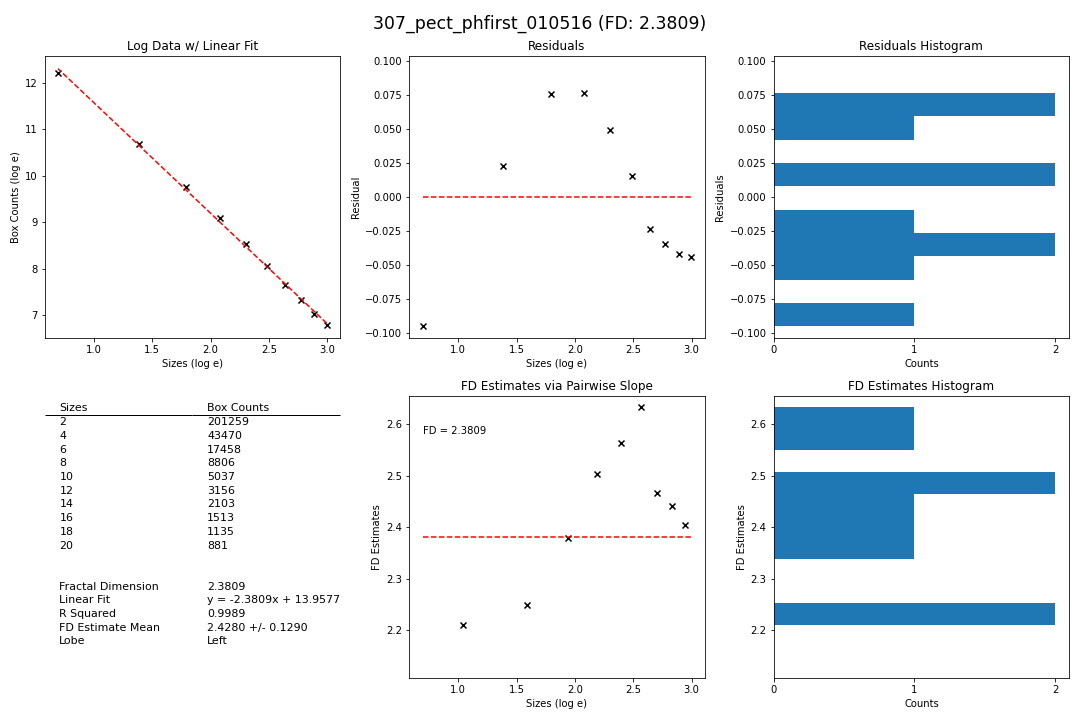 307_pect_phfirst_010516 (FD: 2.3809)
Log Data w/ Linear Fit
12
11
10
9
8
7
Box Counts (log e)
1.0 1.5 2.0 2.5 3.0
Sizes (log e)
Residuals
0.100
0.075
0.050
0.025
0.000
−0.025
−0.050
−0.075
−0.100
Residual
1.0 1.5 2.0 2.5 3.0
Sizes (log e)
Residuals Histogram
0.100
0.075
0.050
0.025
0.000
−0.025
−0.050
−0.075
−0.100
Residuals
0 1 2
Counts
Sizes Box Counts
2 201259
4 43470
6 17458
8 8806
10 5037
12 3156
14 2103
16 1513
18 1135
20 881
Fractal Dimension 2.3809
Linear Fit y = -2.3809x + 13.9577
R Squared 0.9989
FD Estimate Mean 2.4280 +/- 0.1290
Lobe Left
FD Estimates via Pairwise Slope
FD = 2.3809
2.6
2.5
2.4
2.3
2.2
FD Estimates
1.0 1.5 2.0 2.5 3.0
Sizes (log e)
FD Estimates Histogram
2.6
2.5
2.4
2.3
2.2
FD Estimates
0 1 2
Counts